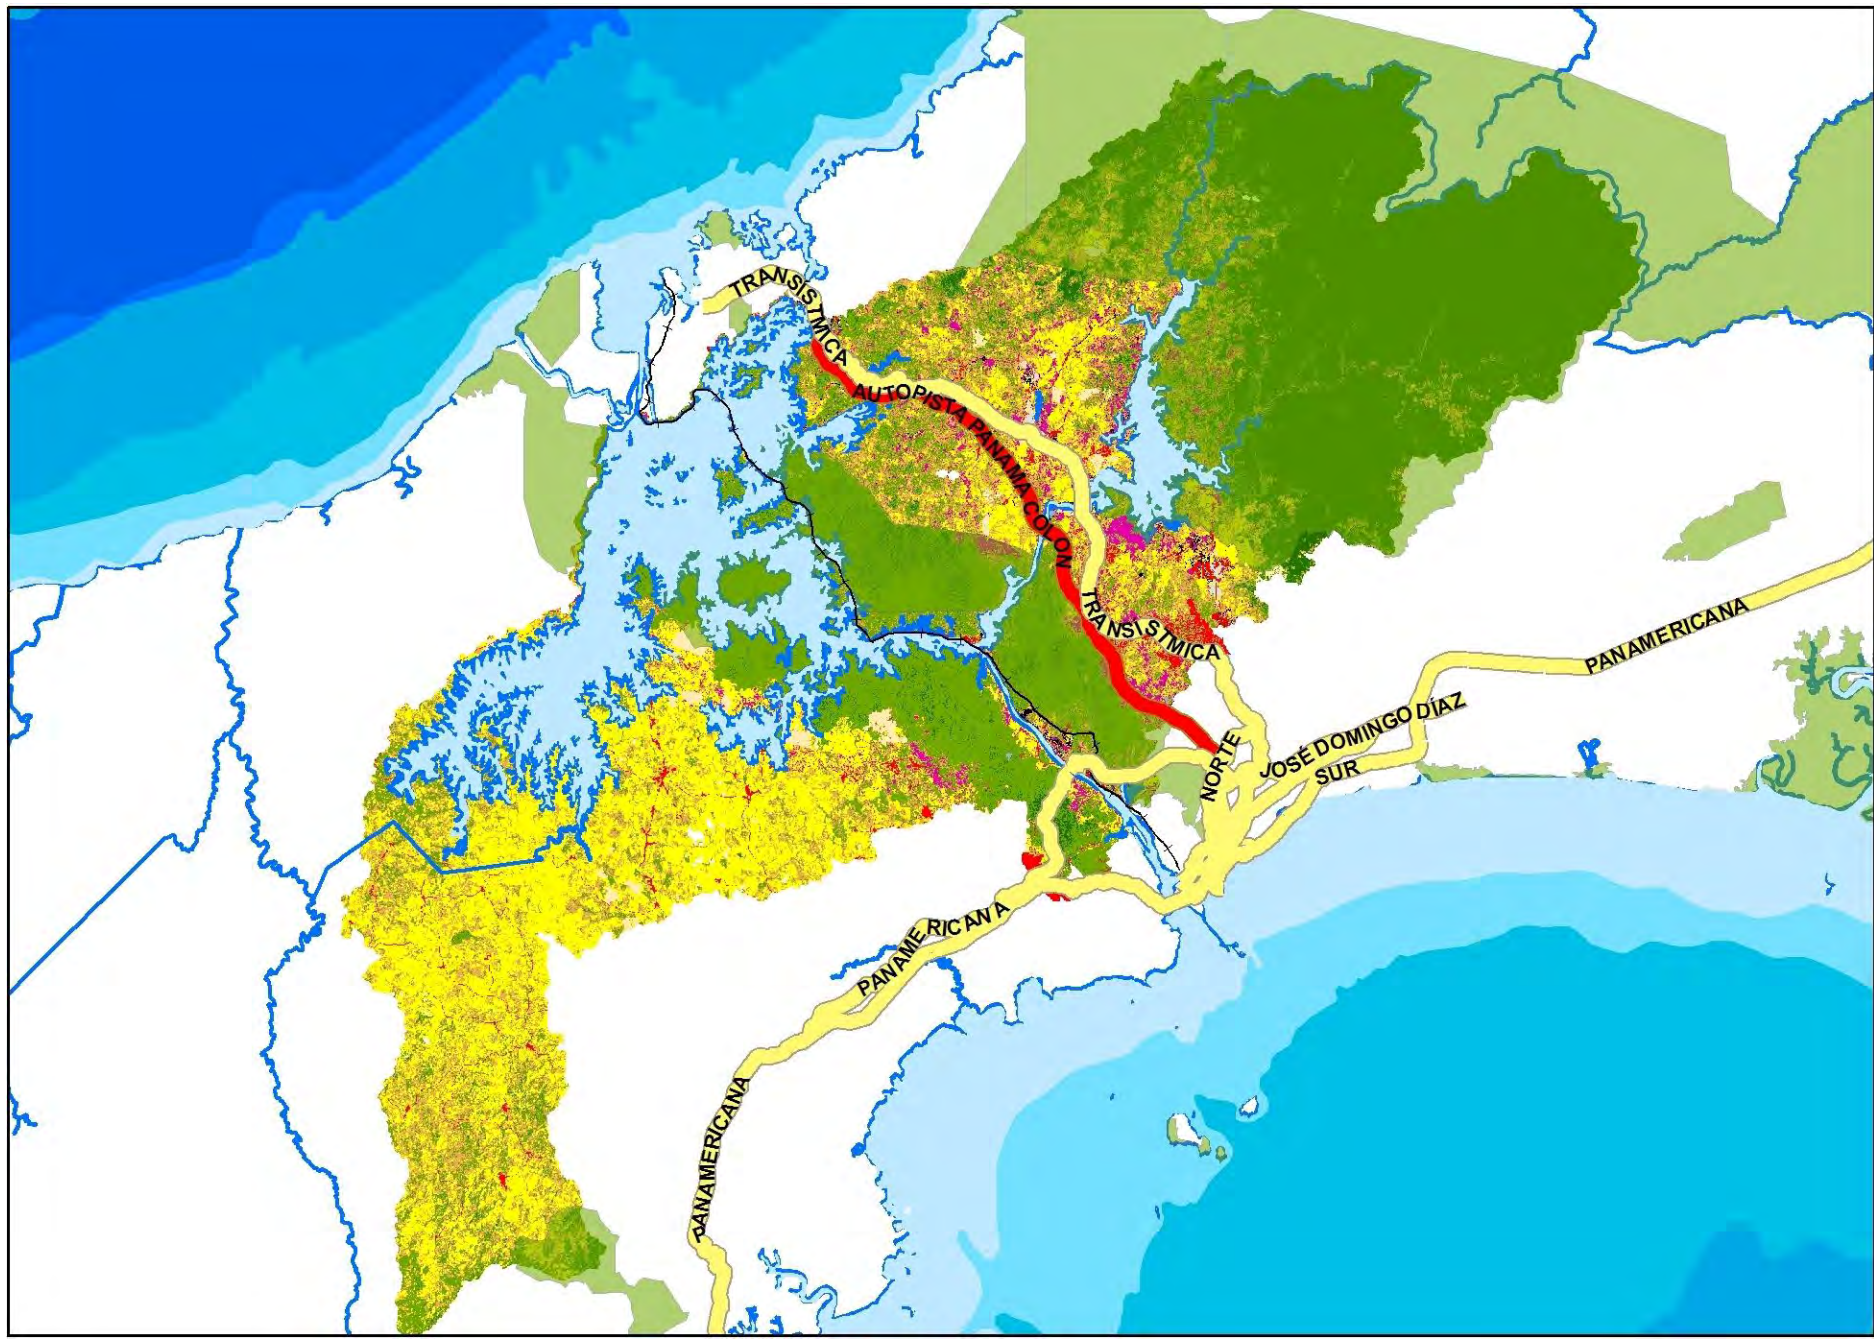 TRANSISTMICA
AUTOPISTA PANAMA COLON
TRANSISTMICA
PANAMERICANA
JOSÉ DOMINGO DÍAZ
NORTE
SUR
PANAMERICANA
PANAMERICANA